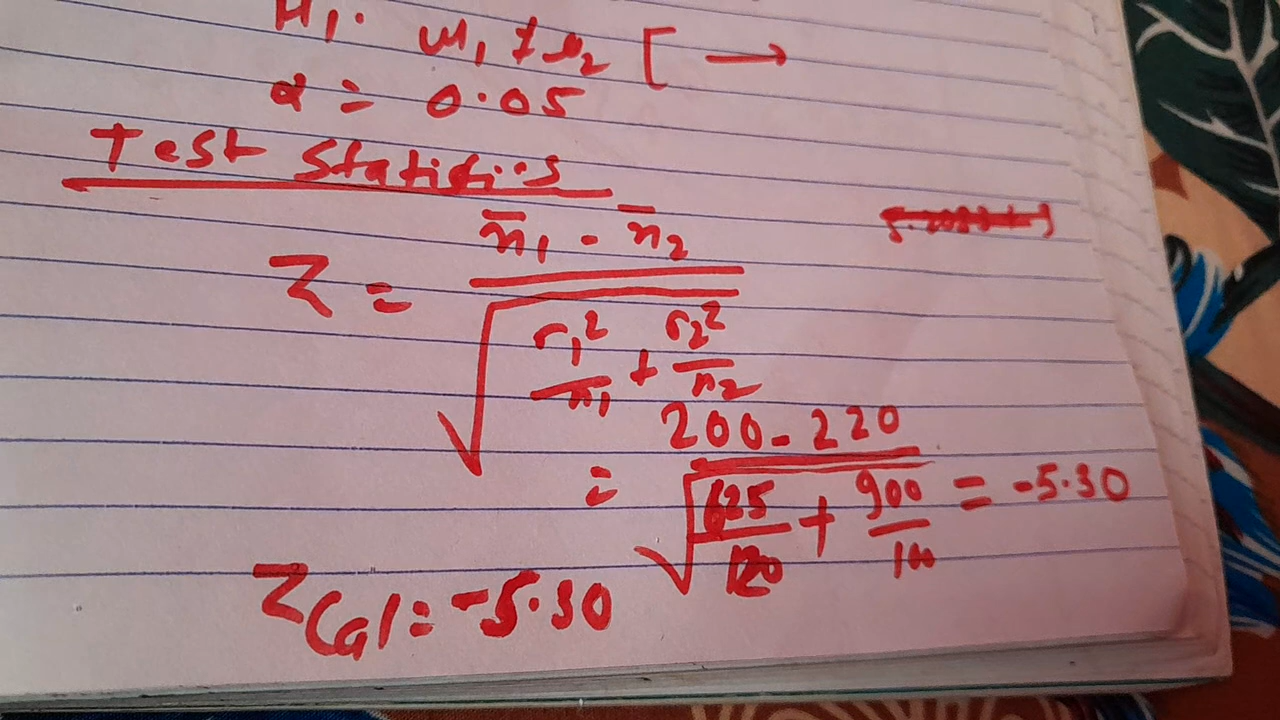 H₁: μ₁ ≠ μ₂ [ →
α = 0.05
Test Statistics
Z = (x̄₁ - x̄₂) / √(σ₁²/n₁ + σ₂²/n₂)
= (200 - 220) / √(625/120 + 900/100) = -5.30
Zcal = -5.30